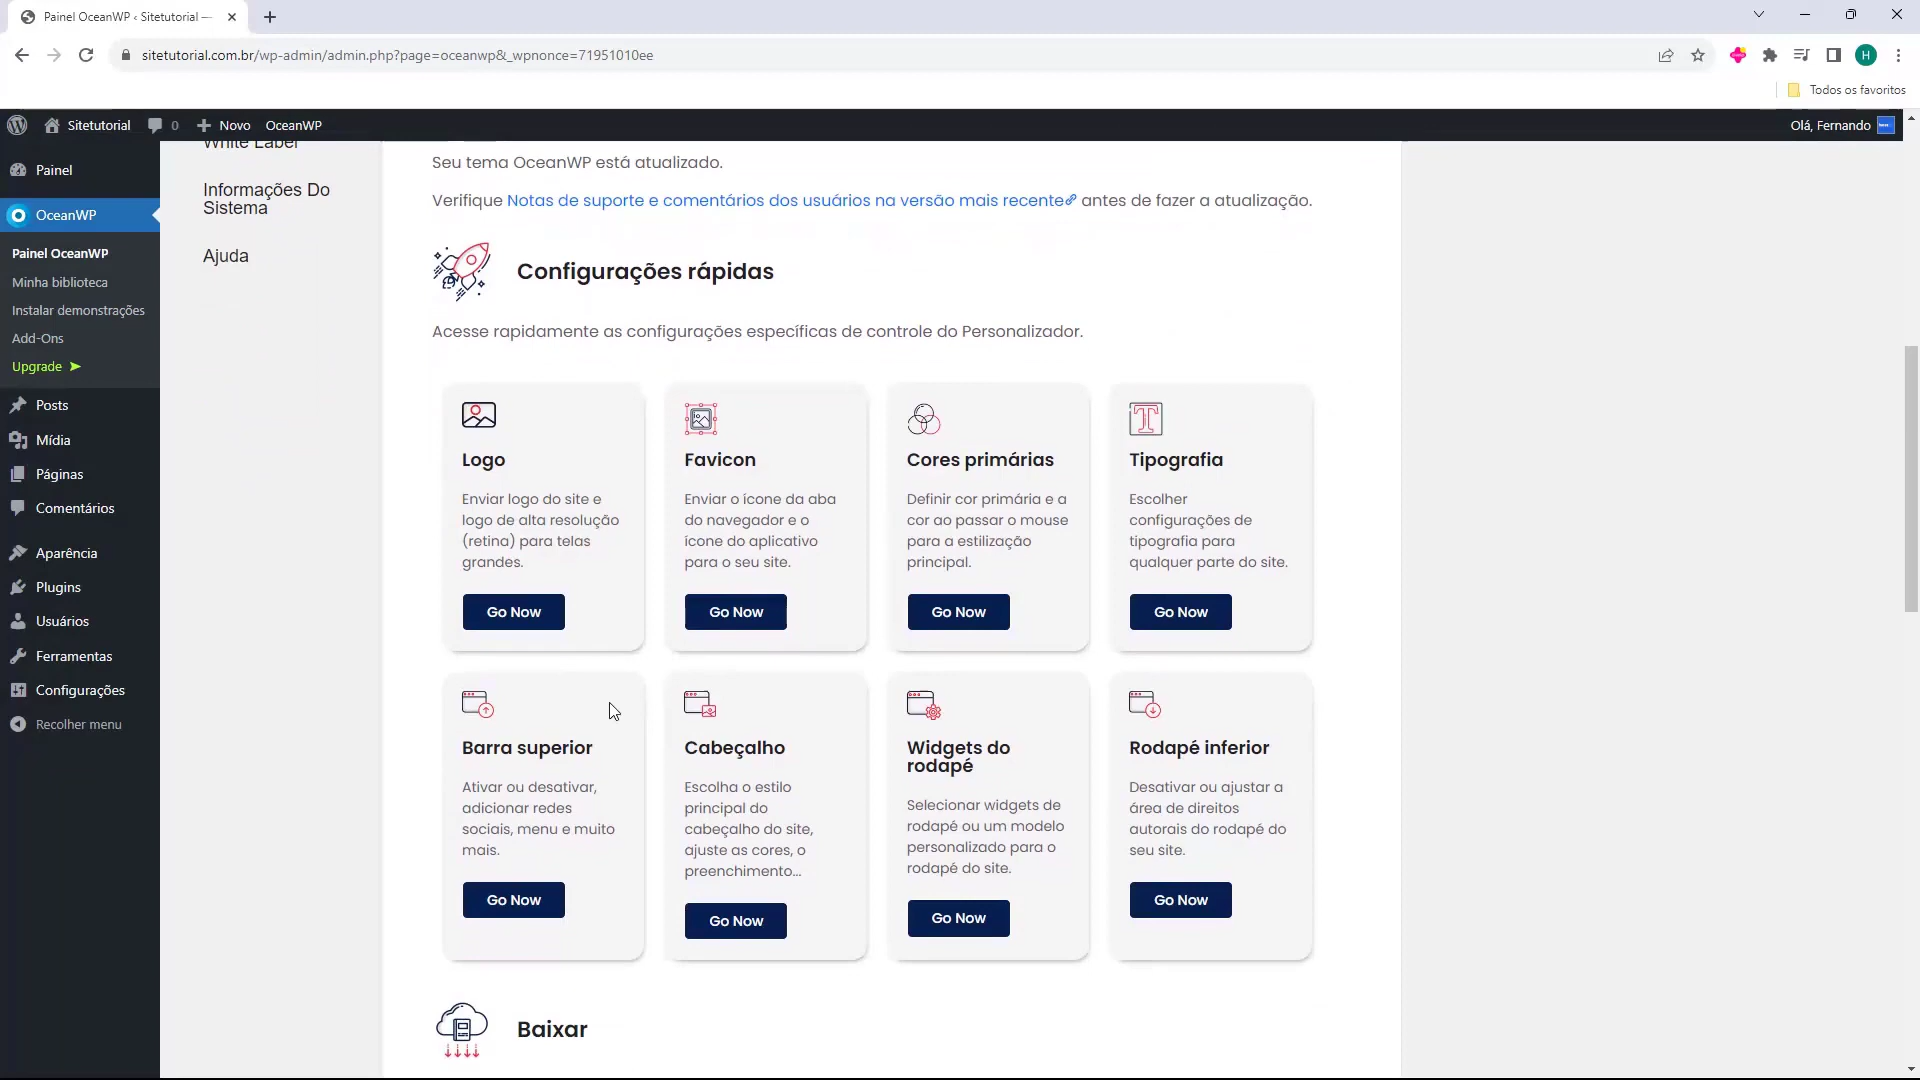 Painel OceanWP ‹ Sitetutorial —
sitetutorial.com.br/wp-admin/admin.php?page=oceanwp&_wpnonce=71951010ee
H
Todos os favoritos
Sitetutorial
0
Novo
OceanWP
Olá, Fernando
Painel
OceanWP
Painel OceanWP
Minha biblioteca
Instalar demonstrações
Add-Ons
Upgrade ➤
Posts
Mídia
Páginas
Comentários
Aparência
Plugins
Usuários
Ferramentas
Configurações
Recolher menu
White Label
Informações Do
Sistema
Ajuda
Seu tema OceanWP está atualizado.
Verifique Notas de suporte e comentários dos usuários na versão mais recente antes de fazer a atualização.
Configurações rápidas
Acesse rapidamente as configurações específicas de controle do Personalizador.
Logo
Enviar logo do site e
logo de alta resolução
(retina) para telas
grandes.
Go Now
Favicon
Enviar o ícone da aba
do navegador e o
ícone do aplicativo
para o seu site.
Go Now
Cores primárias
Definir cor primária e a
cor ao passar o mouse
para a estilização
principal.
Go Now
Tipografia
Escolher
configurações de
tipografia para
qualquer parte do site.
Go Now
Barra superior
Ativar ou desativar,
adicionar redes
sociais, menu e muito
mais.
Go Now
Cabeçalho
Escolha o estilo
principal do
cabeçalho do site,
ajuste as cores, o
preenchimento...
Go Now
Widgets do
rodapé
Selecionar widgets de
rodapé ou um modelo
personalizado para o
rodapé do site.
Go Now
Rodapé inferior
Desativar ou ajustar a
área de direitos
autorais do rodapé do
seu site.
Go Now
Baixar